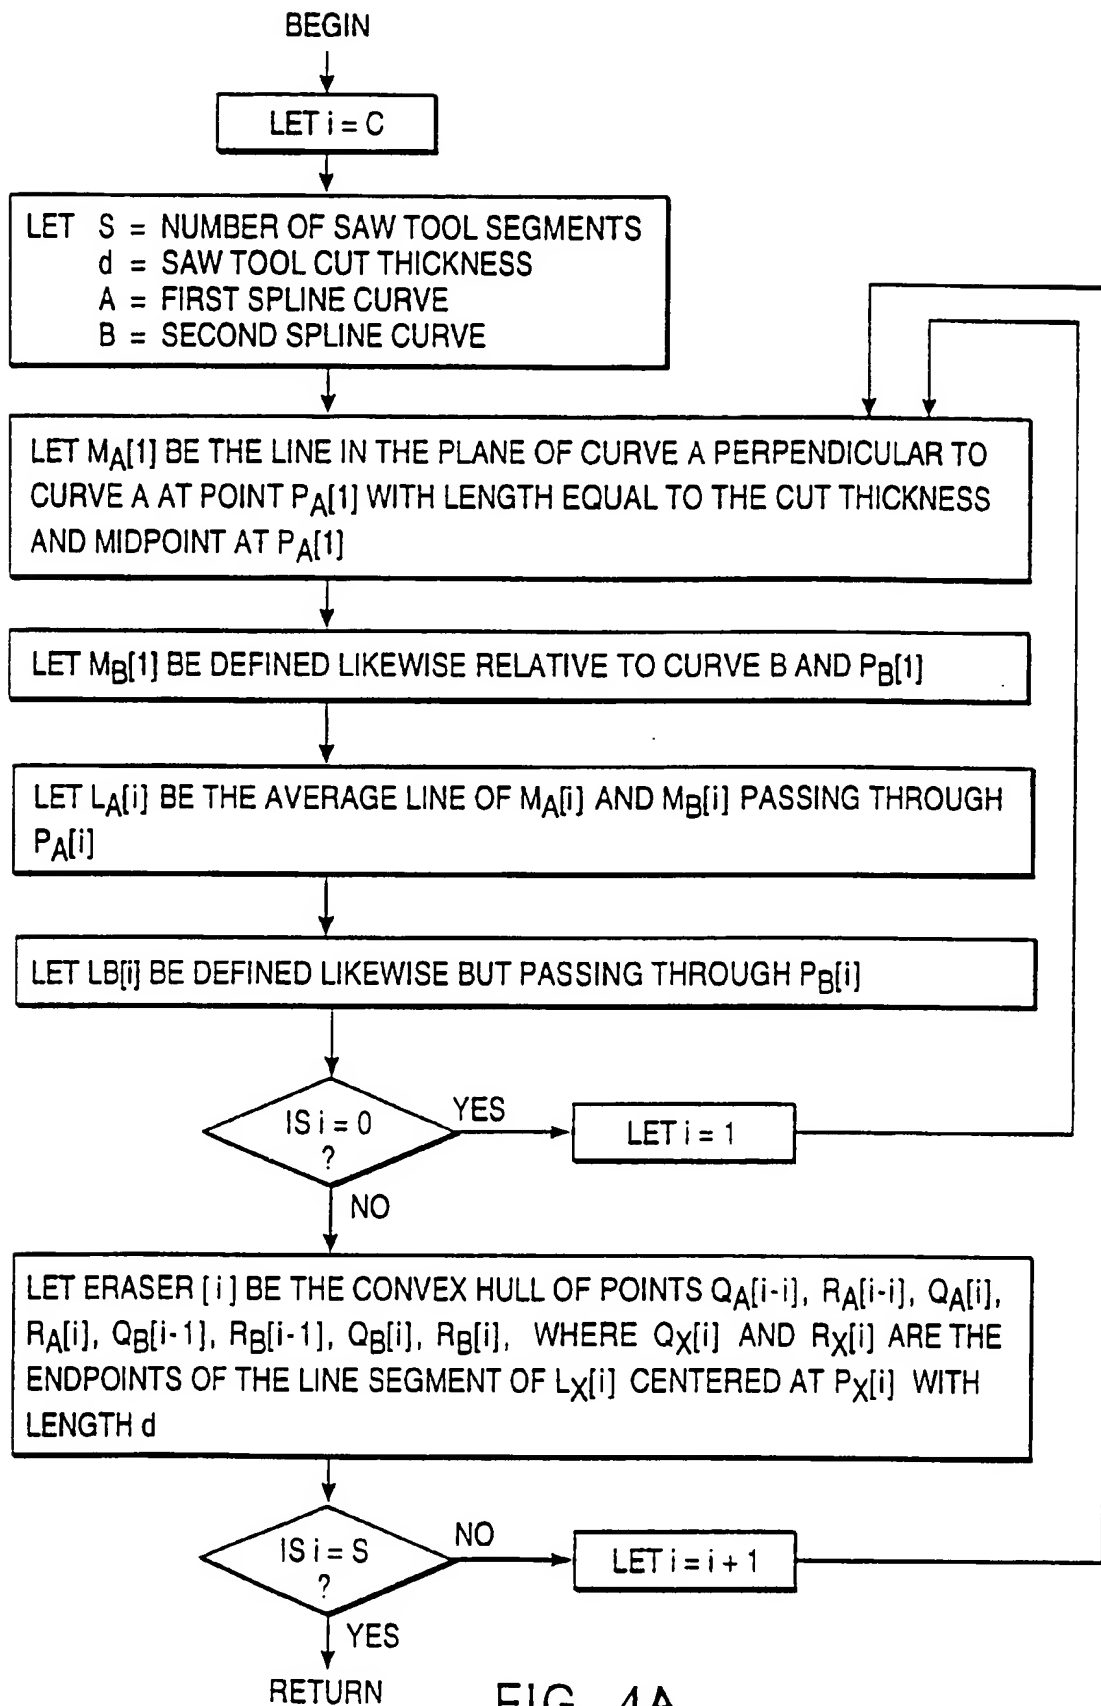 BEGIN
LET i = C
LET S = NUMBER OF SAW TOOL SEGMENTS
d = SAW TOOL CUT THICKNESS
A = FIRST SPLINE CURVE
B = SECOND SPLINE CURVE
LET MA[1] BE THE LINE IN THE PLANE OF CURVE A PERPENDICULAR TO
CURVE A AT POINT PA[1] WITH LENGTH EQUAL TO THE CUT THICKNESS
AND MIDPOINT AT PA[1]
LET MB[1] BE DEFINED LIKEWISE RELATIVE TO CURVE B AND PB[1]
LET LA[i] BE THE AVERAGE LINE OF MA[i] AND MB[i] PASSING THROUGH
PA[i]
LET LB[i] BE DEFINED LIKEWISE BUT PASSING THROUGH PB[i]
IS i = 0
?
YES
LET i = 1
NO
LET ERASER [ i ] BE THE CONVEX HULL OF POINTS QA[i-i], RA[i-i], QA[i],
RA[i], QB[i-1], RB[i-1], QB[i], RB[i], WHERE QX[i] AND RX[i] ARE THE
ENDPOINTS OF THE LINE SEGMENT OF LX[i] CENTERED AT PX[i] WITH
LENGTH d
IS i = S
?
NO
LET i = i + 1
YES
RETURN
FIG. 4A